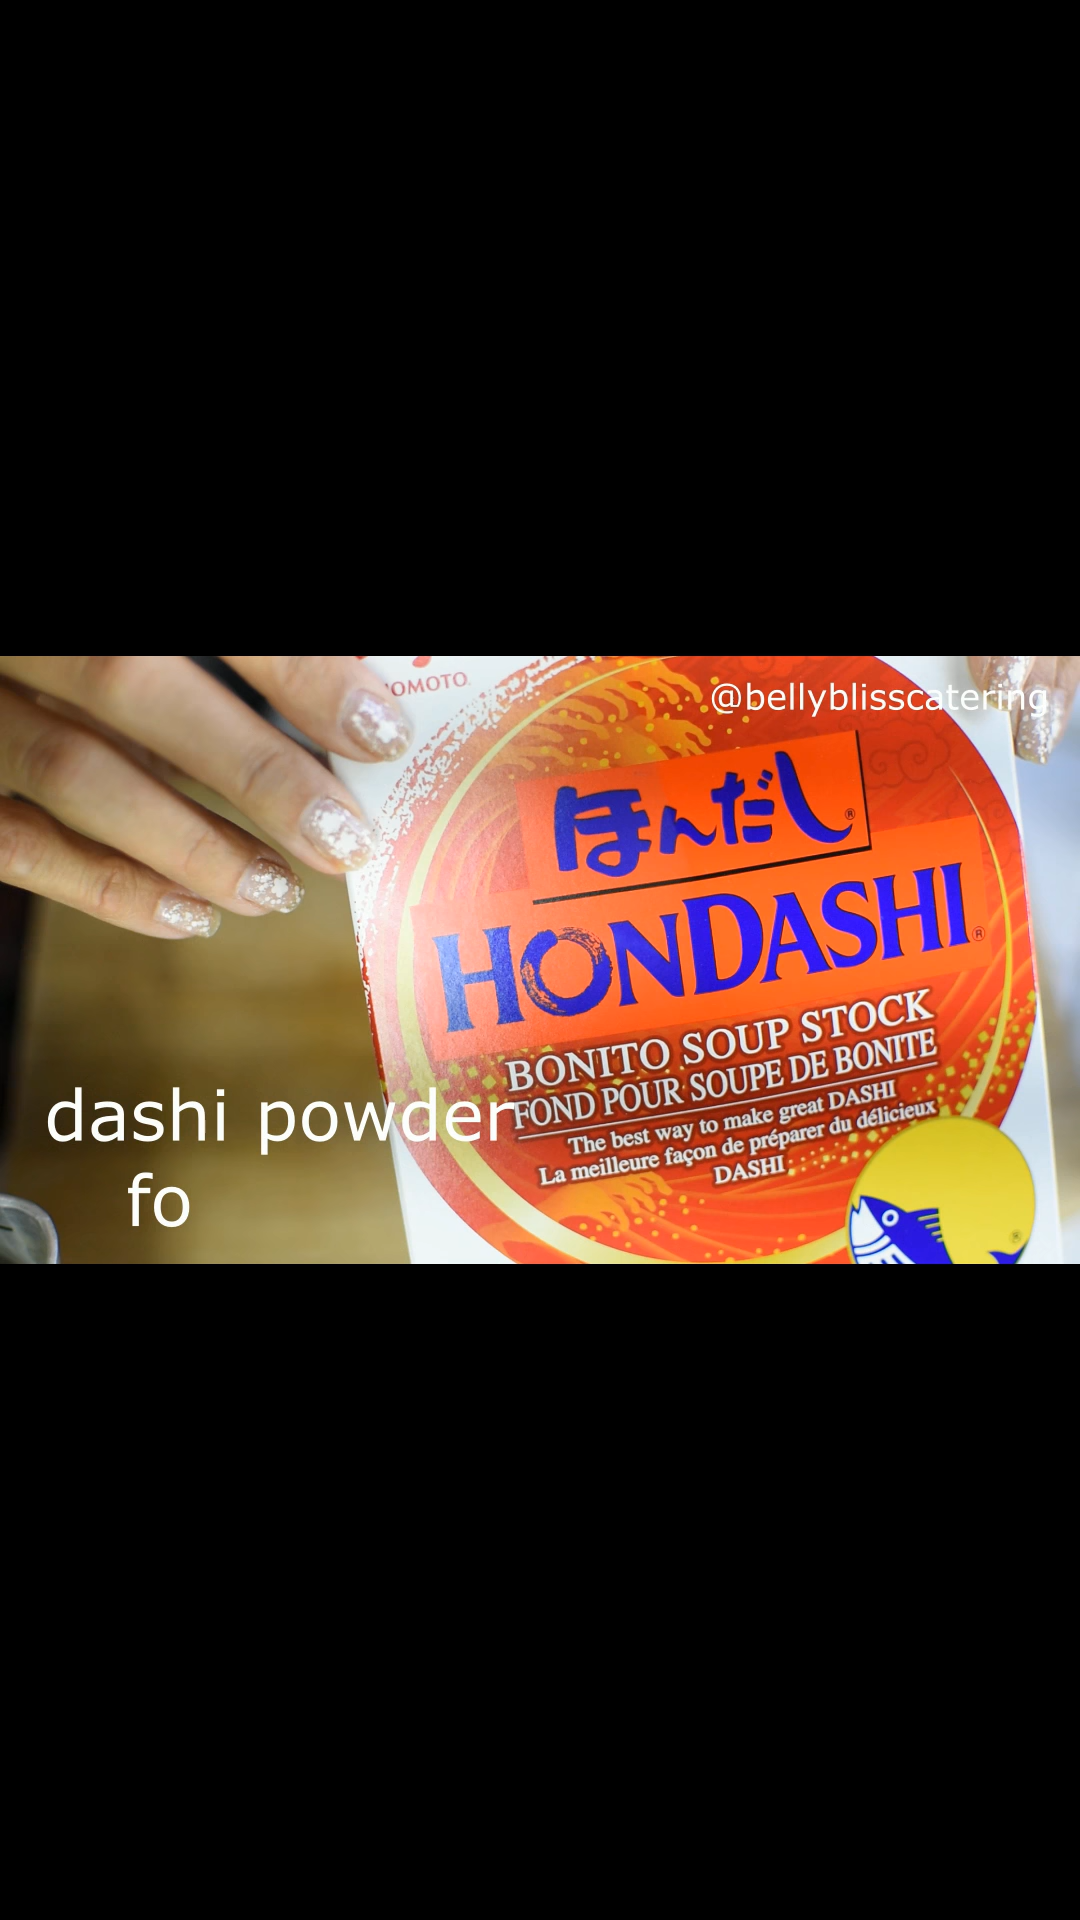 OMOTO
@bellyblisscatering
ほんだし®
HONDASHI®
BONITO SOUP STOCK
FOND POUR SOUPE DE BONITE
The best way to make great DASHI
La meilleure façon de préparer du délicieux
DASHI
®
dashi powder
fo